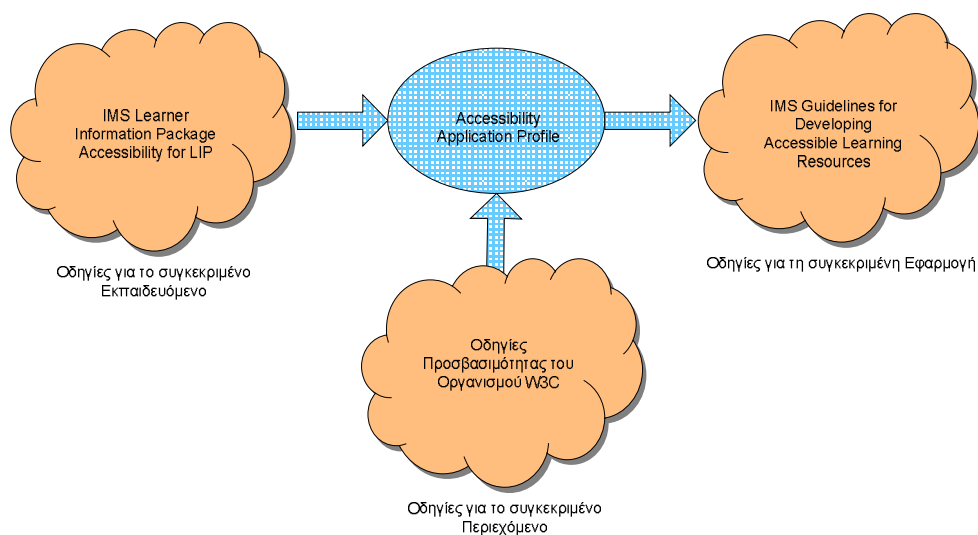 IMS Learner
Information Package
Accessibility for LIP
Οδηγίες για το συγκεκριμένο
Εκπαιδευόμενο
Accessibility
Application Profile
IMS Guidelines for
Developing
Accessible Learning
Resources
Οδηγίες για τη συγκεκριμένη Εφαρμογή
Οδηγίες
Προσβασιμότητας του
Οργανισμού W3C
Οδηγίες για το συγκεκριμένο
Περιεχόμενο